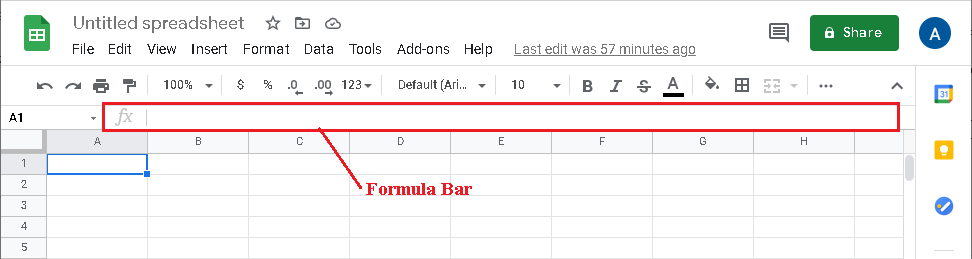 Untitled spreadsheet
File Edit View Insert Format Data Tools Add-ons Help Last edit was 57 minutes ago
Share
A
100% $ % .0 .00 123 Default (Ari... 10 B I S A
31
A1 fx
A B C D E F G H
1
2
Formula Bar
3
4
5